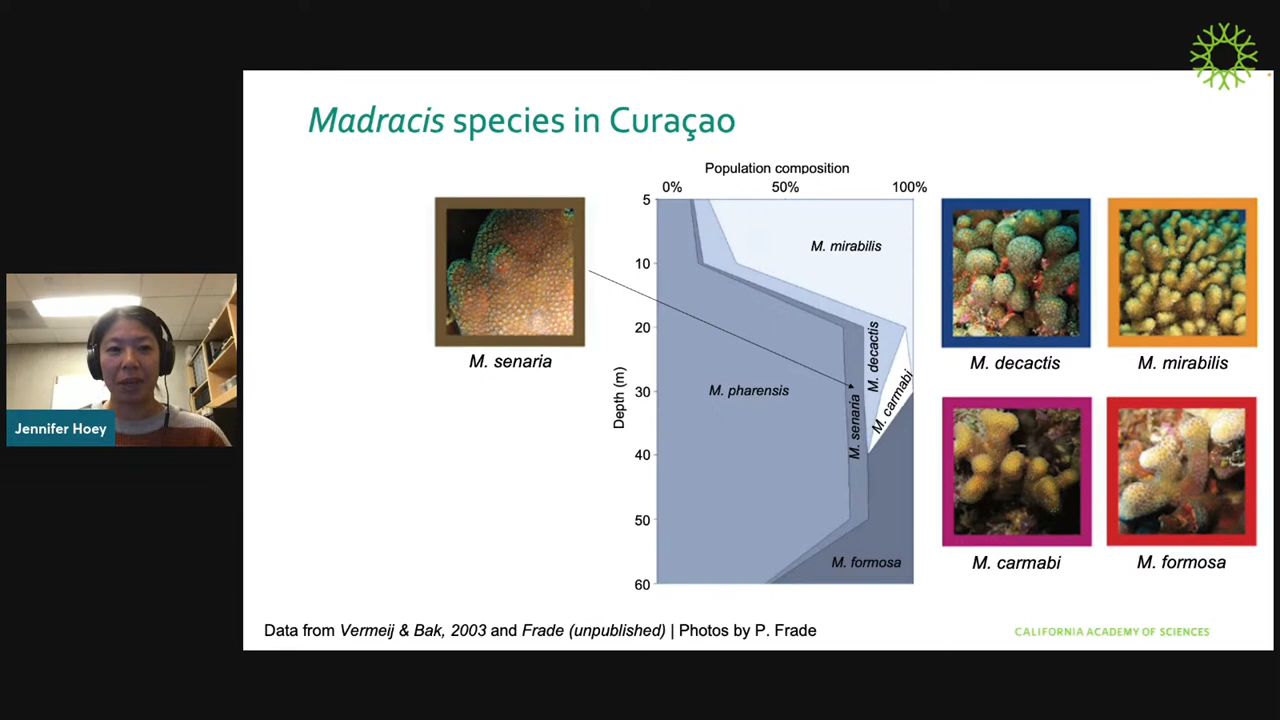 Madracis species in Curaçao
Population composition
0% 50% 100%
5
10
20
30
40
50
60
Depth (m)
M. mirabilis
M. decactis
M. carmabi
M. pharensis
M. senaria
M. formosa
M. senaria
M. decactis
M. mirabilis
M. carmabi
M. formosa
Jennifer Hoey
Data from Vermeij & Bak, 2003 and Frade (unpublished) | Photos by P. Frade
CALIFORNIA ACADEMY OF SCIENCES